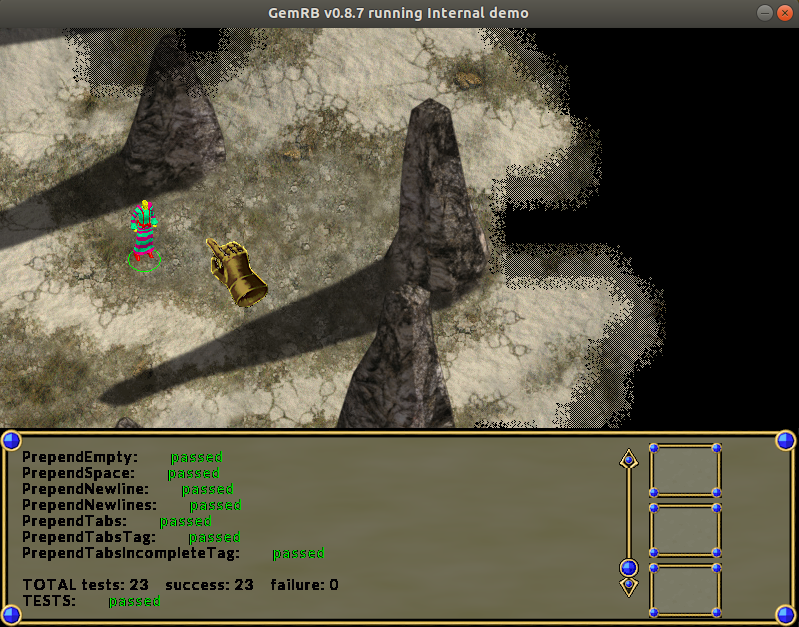 GemRB v0.8.7 running Internal demo
PrependEmpty: passed
PrependSpace: passed
PrependNewline: passed
PrependNewlines: passed
PrependTabs: passed
PrependTabsTag: passed
PrependTabsIncompleteTag: passed
TOTAL tests: 23 success: 23 failure: 0
TESTS: passed